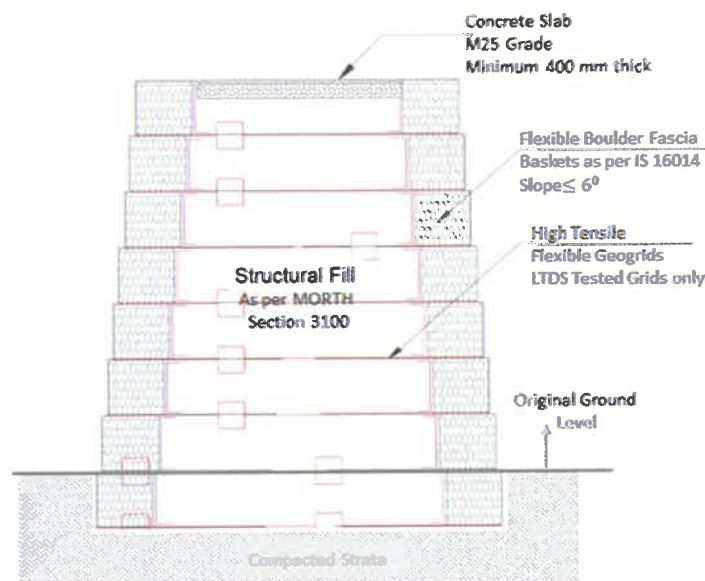 Concrete Slab
M25 Grade
Minimum 400 mm thick
Flexible Boulder Fascia
Baskets as per IS 16014
Slope≤ 6⁰
High Tensile
Flexible Geogrids
LTDS Tested Grids only
Structural Fill
As per MORTH
Section 3100
Original Ground
Level
Compacted Strata